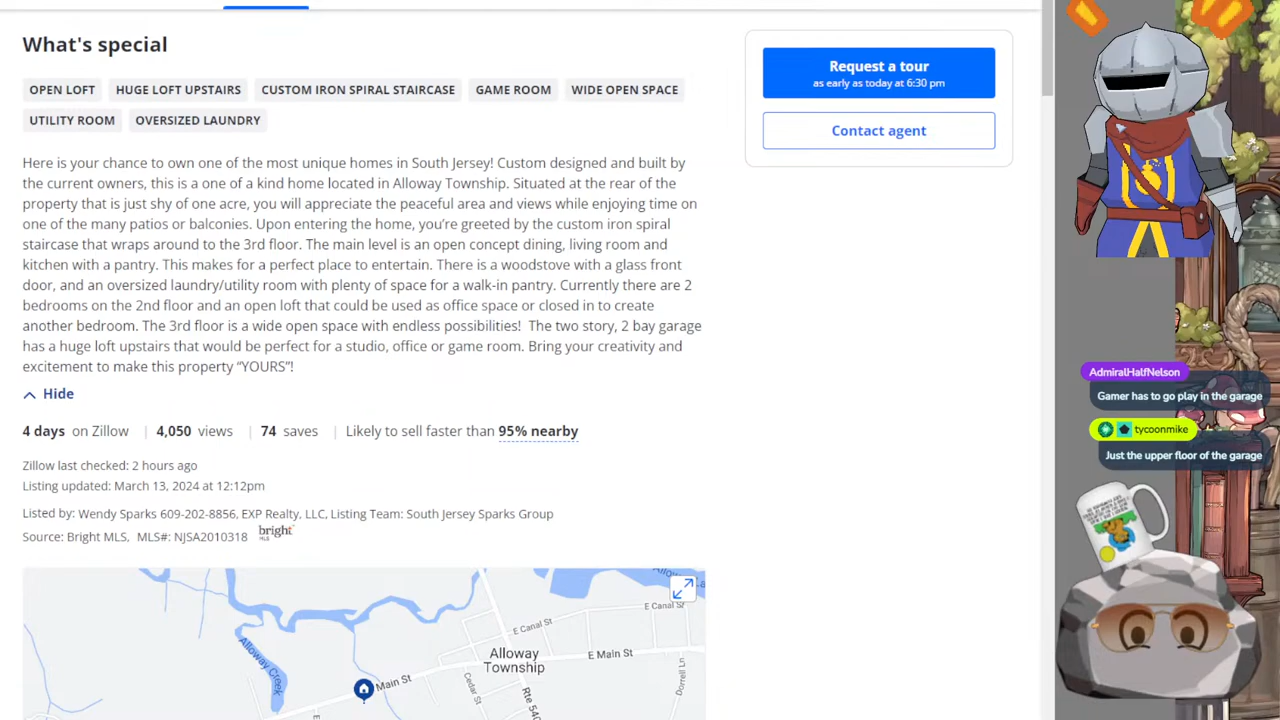 What's special
OPEN LOFT
HUGE LOFT UPSTAIRS
CUSTOM IRON SPIRAL STAIRCASE
GAME ROOM
WIDE OPEN SPACE
UTILITY ROOM
OVERSIZED LAUNDRY
Here is your chance to own one of the most unique homes in South Jersey! Custom designed and built by
the current owners, this is a one of a kind home located in Alloway Township. Situated at the rear of the
property that is just shy of one acre, you will appreciate the peaceful area and views while enjoying time on
one of the many patios or balconies. Upon entering the home, you’re greeted by the custom iron spiral
staircase that wraps around to the 3rd floor. The main level is an open concept dining, living room and
kitchen with a pantry. This makes for a perfect place to entertain. There is a woodstove with a glass front
door, and an oversized laundry/utility room with plenty of space for a walk-in pantry. Currently there are 2
bedrooms on the 2nd floor and an open loft that could be used as office space or closed in to create
another bedroom. The 3rd floor is a wide open space with endless possibilities! The two story, 2 bay garage
has a huge loft upstairs that would be perfect for a studio, office or game room. Bring your creativity and
excitement to make this property “YOURS”!
Hide
4 days on Zillow | 4,050 views | 74 saves | Likely to sell faster than 95% nearby
Zillow last checked: 2 hours ago
Listing updated: March 13, 2024 at 12:12pm
Listed by: Wendy Sparks 609-202-8856, EXP Realty, LLC, Listing Team: South Jersey Sparks Group
Source: Bright MLS, MLS#: NJSA2010318
bright
MLS
Request a tour
as early as today at 6:30 pm
Contact agent
AdmiralHalfNelson
Gamer has to go play in the garage
tycoonmike
Just the upper floor of the garage
E Canal St
E Canal St
Alloway
Township
E Main St
Main St
Alloway Creek
Cedar St
Rte 540
Dorrell Ln